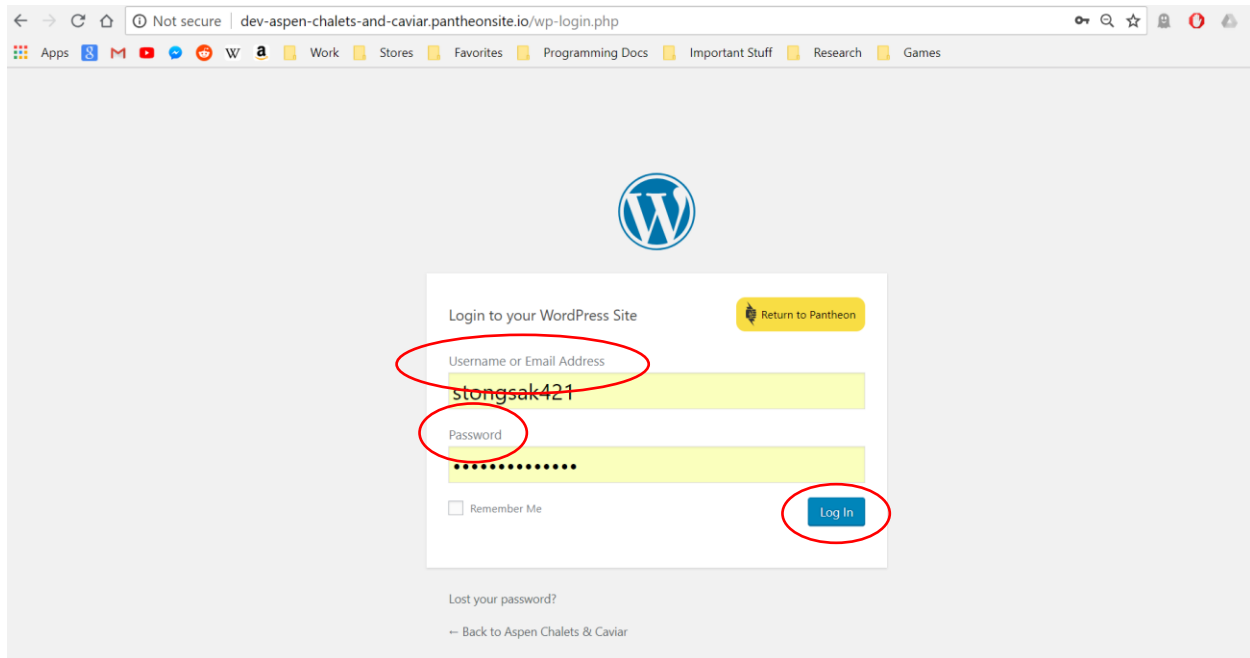 Not secure | dev-aspen-chalets-and-caviar.pantheonsite.io/wp-login.php
Apps 8 M W a Work Stores Favorites Programming Docs Important Stuff Research Games
W
Login to your WordPress Site
Return to Pantheon
Username or Email Address
stongsak421
Password
••••••••••••••
Remember Me
Log In
Lost your password?
← Back to Aspen Chalets & Caviar